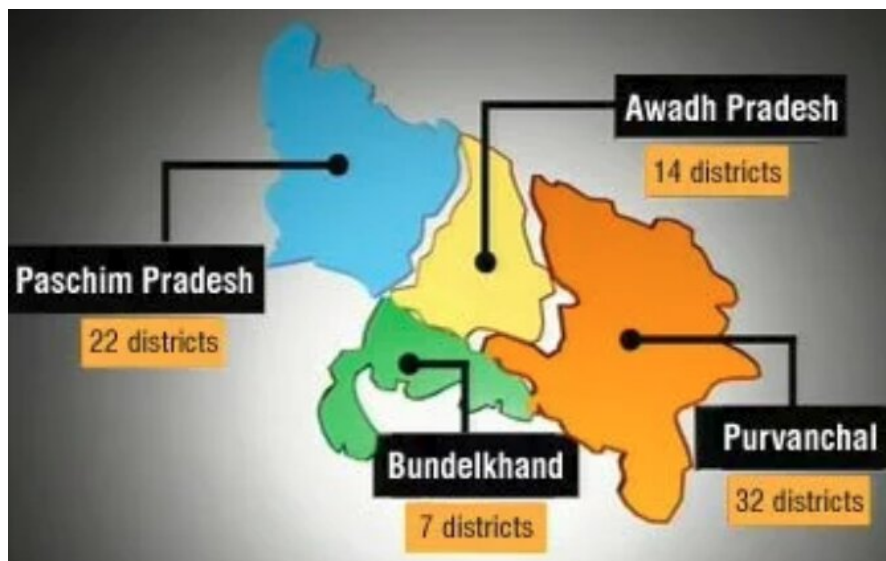 Awadh Pradesh
14 districts
Paschim Pradesh
22 districts
Purvanchal
32 districts
Bundelkhand
7 districts